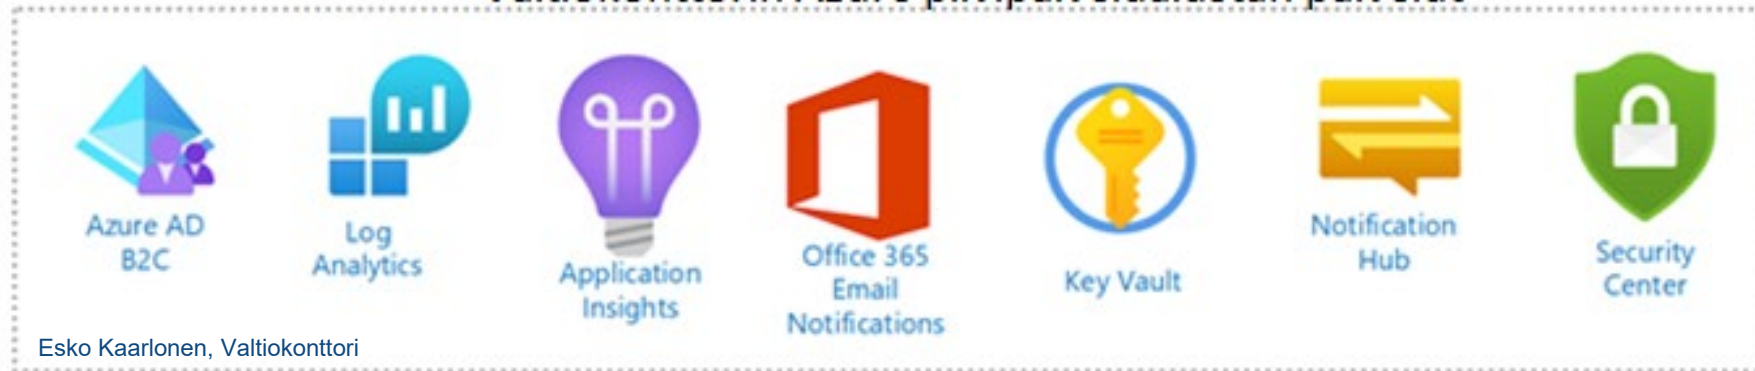 Azure AD
B2C
Log
Analytics
Application
Insights
Office 365
Email
Notifications
Key Vault
Notification
Hub
Security
Center
Esko Kaarlonen, Valtiokonttori